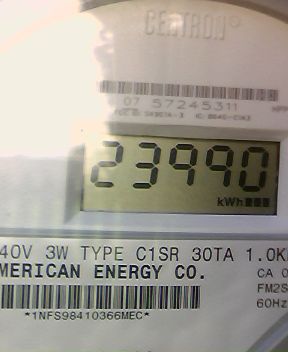 CENTRON®
07 57245311
23990
kWh
40V 3W TYPE C1SR 30TA 1.0K
MERICAN ENERGY CO. CA 0
FM2S
60Hz
*1NFS98410366MEC*